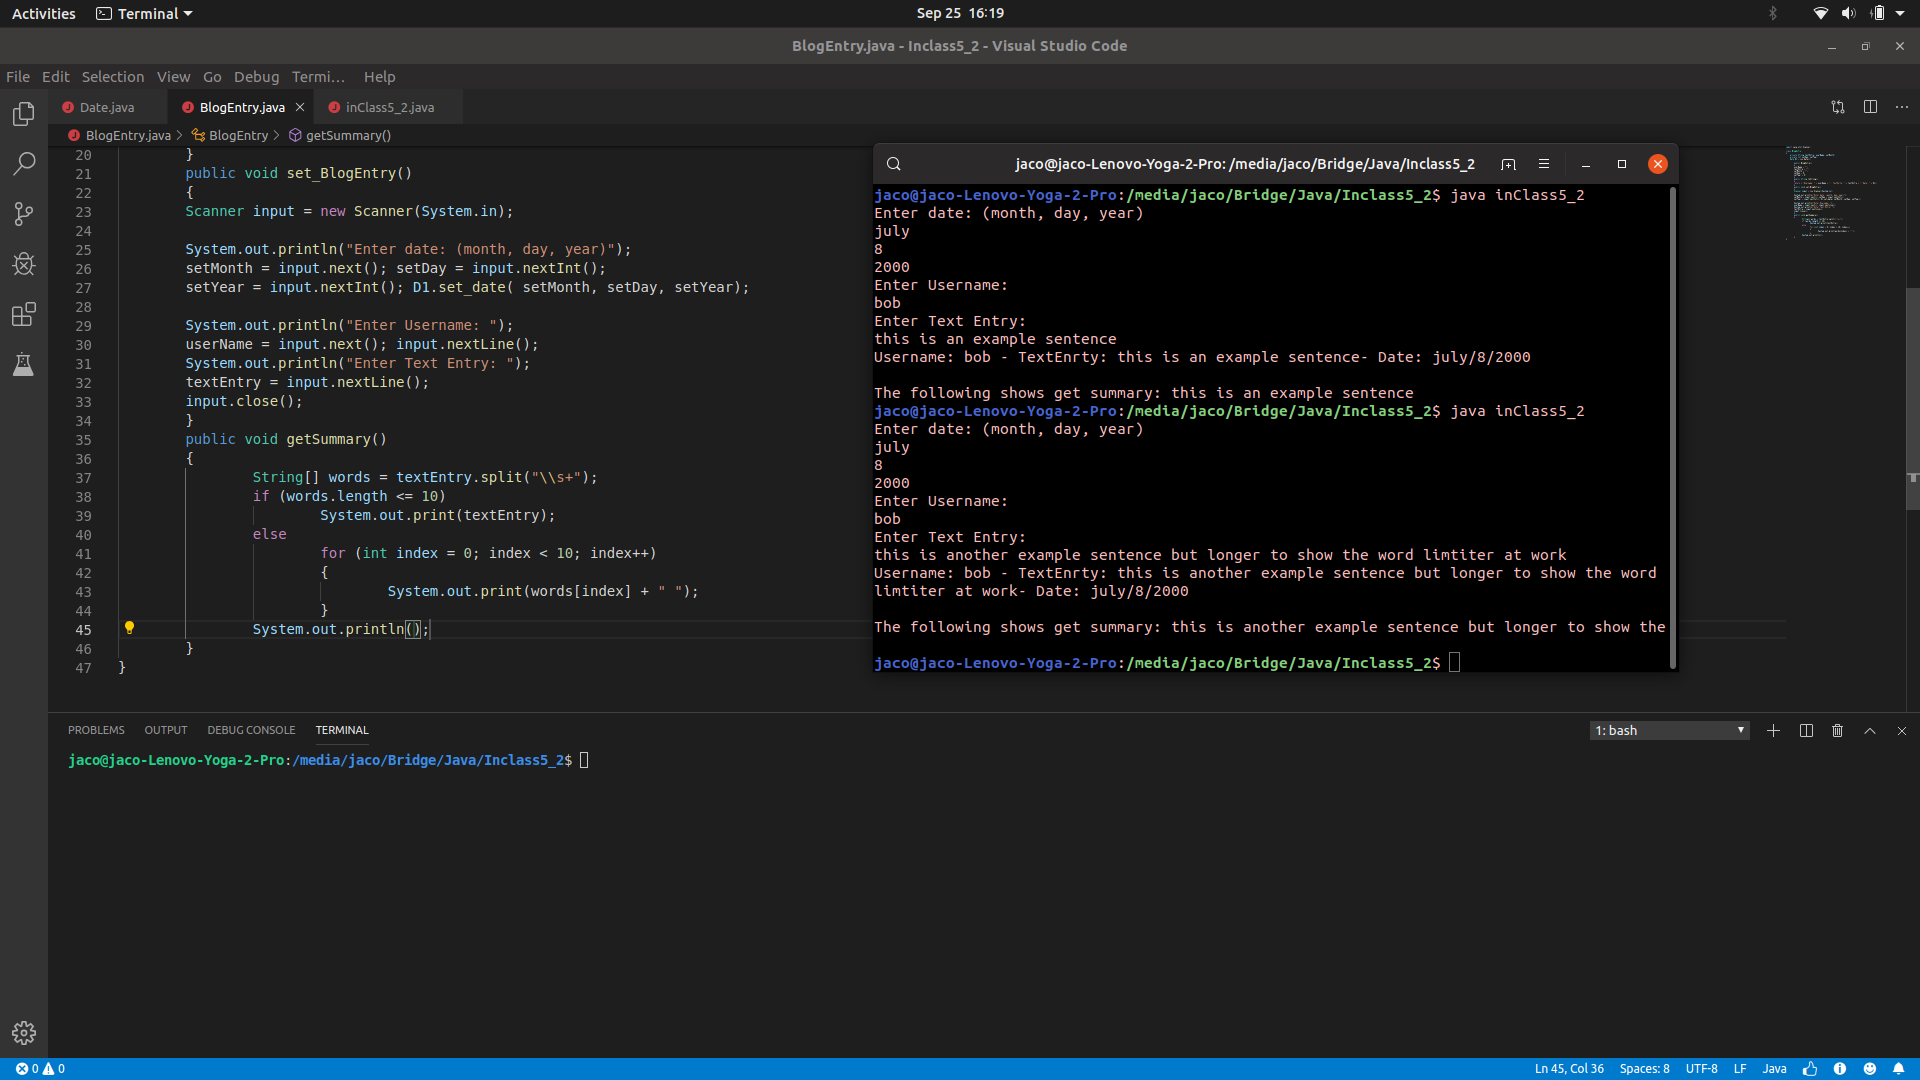 Activities Terminal Sep 25 16:19
BlogEntry.java - Inclass5_2 - Visual Studio Code
File Edit Selection View Go Debug Termi… Help
Date.java BlogEntry.java inClass5_2.java
BlogEntry.java > BlogEntry > getSummary()
20 }
21 public void set_BlogEntry()
22 {
23 Scanner input = new Scanner(System.in);
24
25 System.out.println("Enter date: (month, day, year)");
26 setMonth = input.next(); setDay = input.nextInt();
27 setYear = input.nextInt(); D1.set_date( setMonth, setDay, setYear);
28
29 System.out.println("Enter Username: ");
30 userName = input.next(); input.nextLine();
31 System.out.println("Enter Text Entry: ");
32 textEntry = input.nextLine();
33 input.close();
34 }
35 public void getSummary()
36 {
37 String[] words = textEntry.split("\\s+");
38 if (words.length <= 10)
39 System.out.print(textEntry);
40 else
41 for (int index = 0; index < 10; index++)
42 {
43 System.out.print(words[index] + " ");
44 }
45 System.out.println();
46 }
47 }
jaco@jaco-Lenovo-Yoga-2-Pro: /media/jaco/Bridge/Java/Inclass5_2
jaco@jaco-Lenovo-Yoga-2-Pro:/media/jaco/Bridge/Java/Inclass5_2$ java inClass5_2
Enter date: (month, day, year)
july
8
2000
Enter Username:
bob
Enter Text Entry:
this is an example sentence
Username: bob - TextEnrty: this is an example sentence- Date: july/8/2000
The following shows get summary: this is an example sentence
jaco@jaco-Lenovo-Yoga-2-Pro:/media/jaco/Bridge/Java/Inclass5_2$ java inClass5_2
Enter date: (month, day, year)
july
8
2000
Enter Username:
bob
Enter Text Entry:
this is another example sentence but longer to show the word limtiter at work
Username: bob - TextEnrty: this is another example sentence but longer to show the word
limtiter at work- Date: july/8/2000
The following shows get summary: this is another example sentence but longer to show the
jaco@jaco-Lenovo-Yoga-2-Pro:/media/jaco/Bridge/Java/Inclass5_2$
PROBLEMS OUTPUT DEBUG CONSOLE TERMINAL 1: bash
jaco@jaco-Lenovo-Yoga-2-Pro:/media/jaco/Bridge/Java/Inclass5_2$
0 0 Ln 45, Col 36 Spaces: 8 UTF-8 LF Java